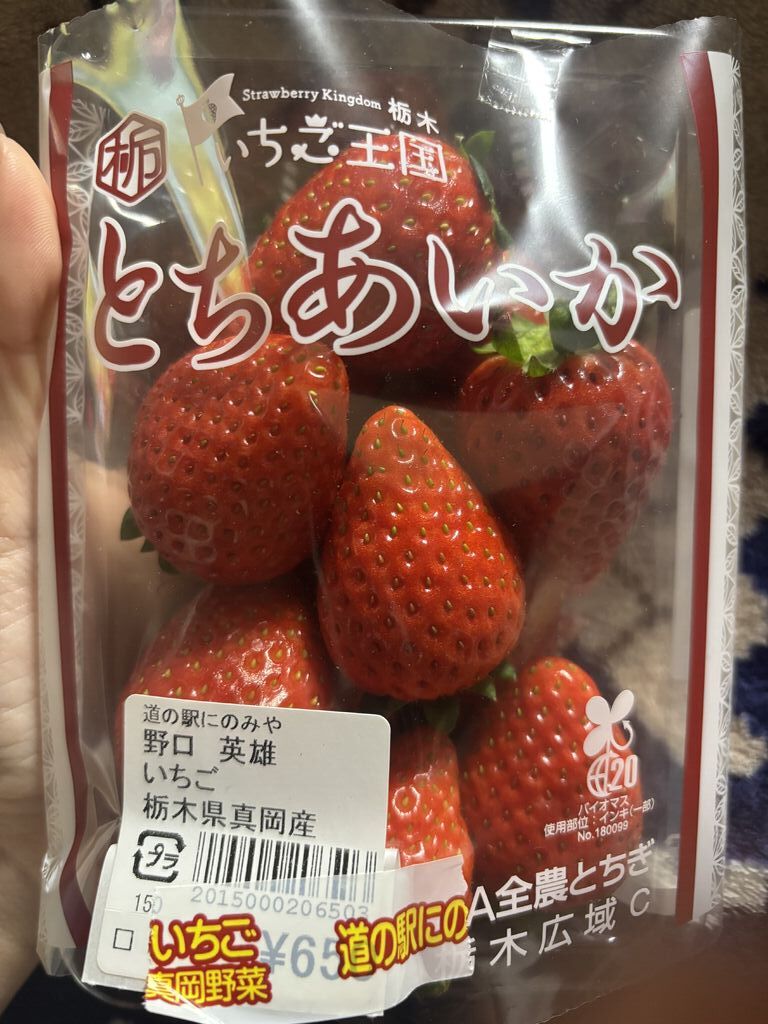 Strawberry Kingdom 栃木
栃
いちご王国
とちあいか
道の駅にのみや
野口 英雄
いちご
栃木県真岡産
プラ
2015000206503
150
¥65
いちご
真岡野菜
道の駅にの
20
バイオマス
使用部位:インキ(一部)
No.180099
A全農とちぎ
木広域C